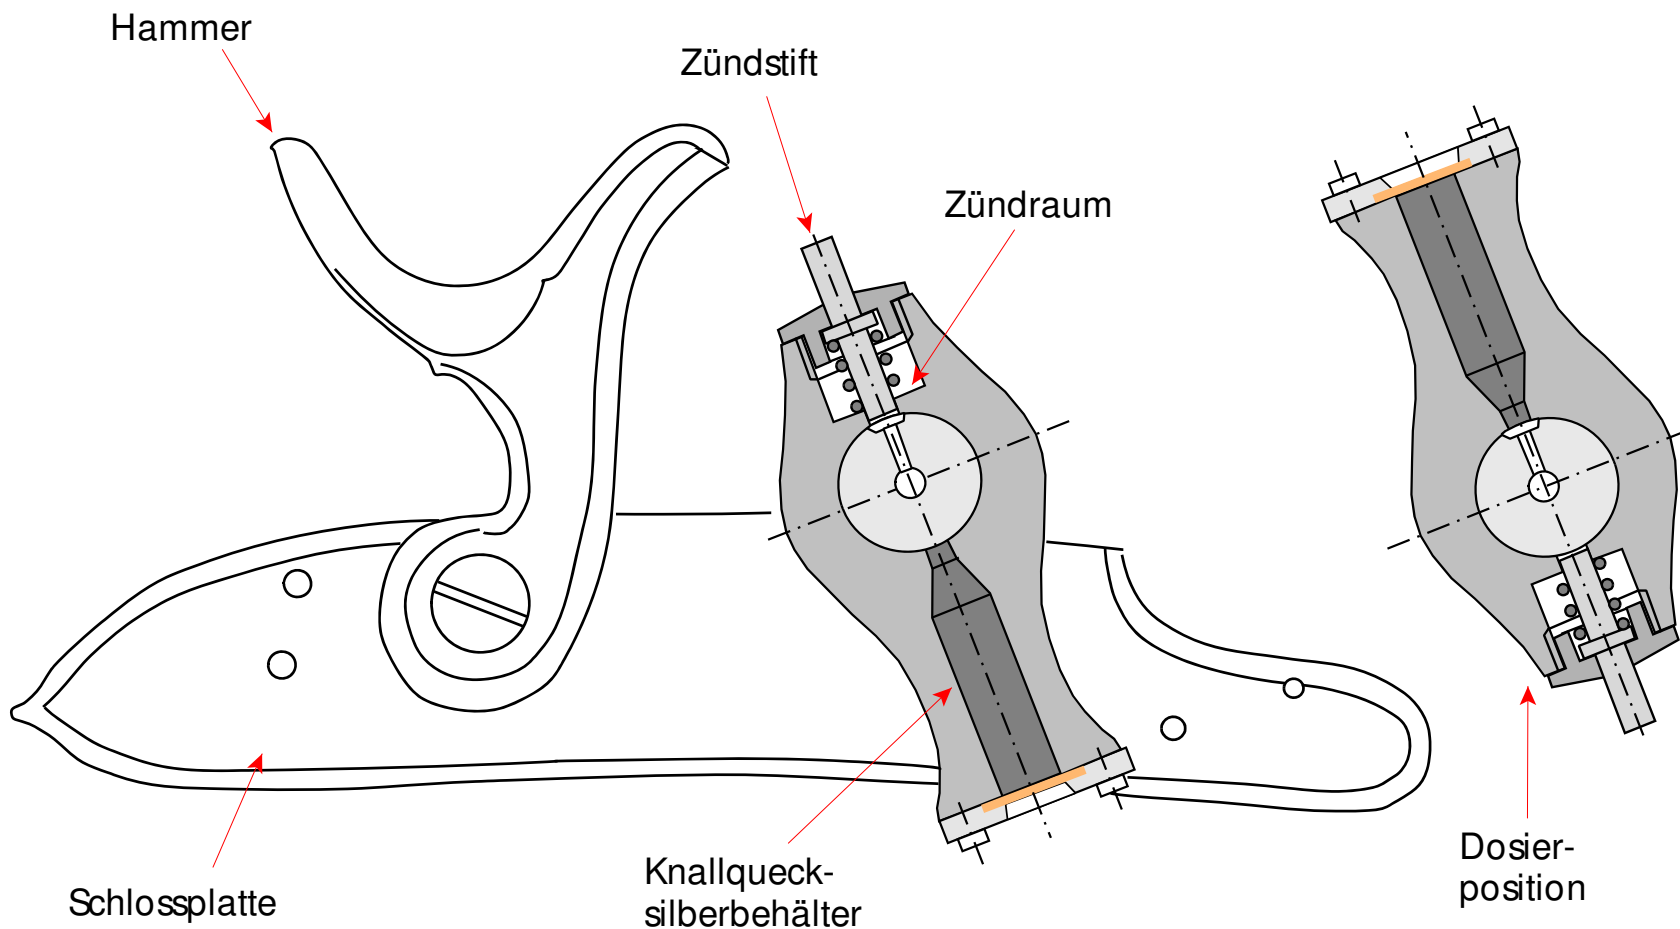 Hammer
Zündstift
Zündraum
Schlossplatte
Knallqueck-
silberbehälter
Dosier-
position